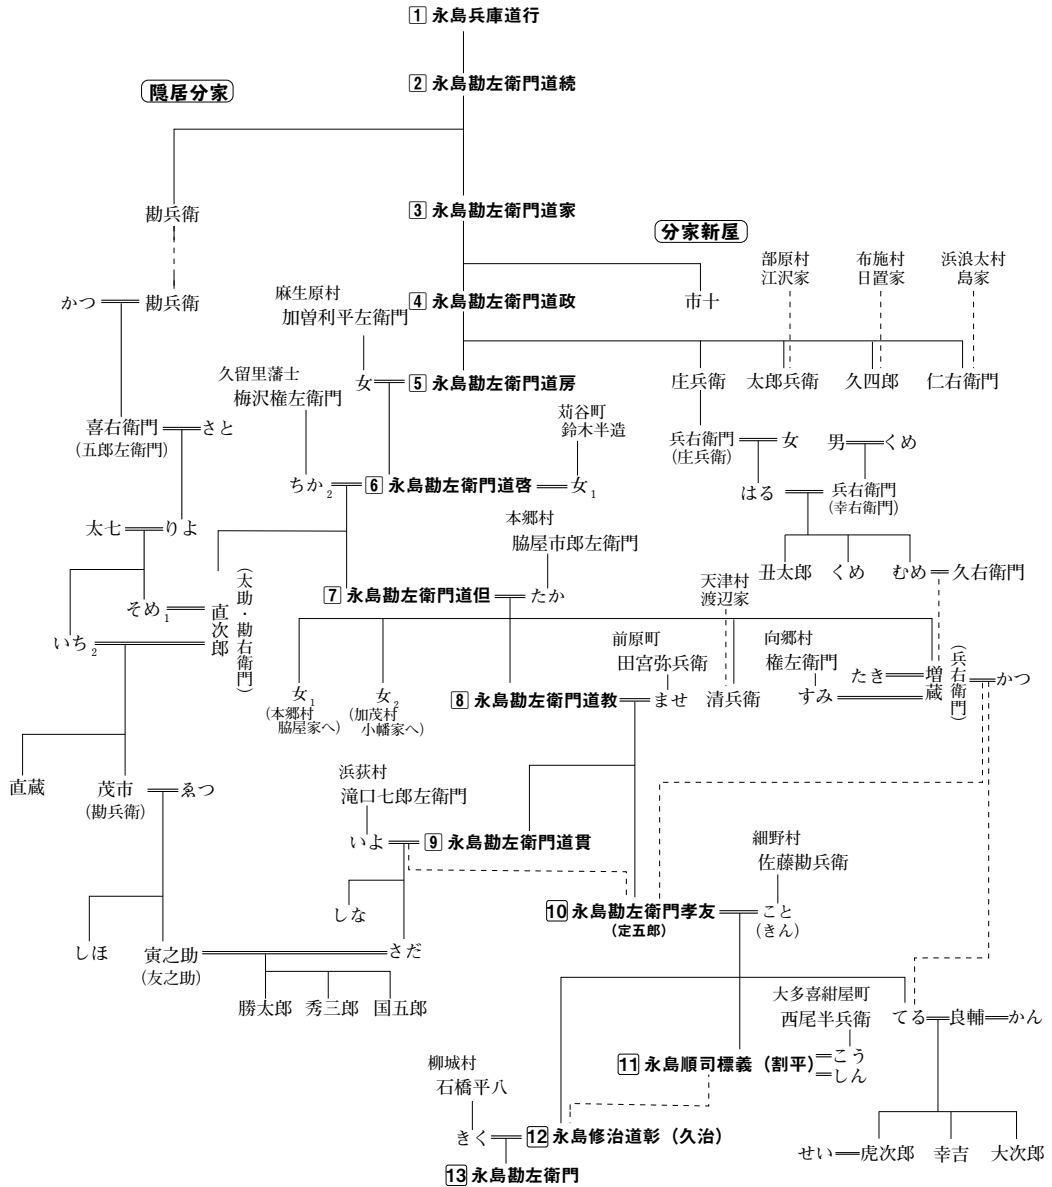 1 永島兵庫道行
2 永島勘左衛門道続
隠居分家
勘兵衛
3 永島勘左衛門道家
分家新屋
部原村
江沢家
布施村
日置家
浜浪太村
島家
かつ
勘兵衛
麻生原村
加曽利平左衛門
4 永島勘左衛門道政
市十
久留里藩士
梅沢権左衛門
女
5 永島勘左衛門道房
庄兵衛
太郎兵衛
久四郎
仁右衛門
喜右衛門
(五郎左衛門)
さと
苅谷町
鈴木半造
兵右衛門
(庄兵衛)
女
男
くめ
ちか2
6 永島勘左衛門道啓
女1
はる
兵右衛門
(幸右衛門)
太七
りよ
本郷村
脇屋市郎左衛門
丑太郎
くめ
むめ
久右衛門
そめ1
直次郎
(太助・勘右衛門)
7 永島勘左衛門道但
たか
天津村
渡辺家
いち2
前原町
田宮弥兵衛
向郷村
権左衛門
たき
増蔵
(兵右衛門)
かつ
女1
(本郷村
脇屋家へ)
女2
(加茂村
小幡家へ)
8 永島勘左衛門道教
ませ
清兵衛
すみ
直蔵
茂市
(勘兵衛)
ゑつ
浜荻村
滝口七郎左衛門
いよ
9 永島勘左衛門道貫
細野村
佐藤勘兵衛
しな
10 永島勘左衛門孝友
(定五郎)
こと
(きん)
しほ
寅之助
(友之助)
さだ
勝太郎
秀三郎
国五郎
大多喜紺屋町
西尾半兵衛
てる
良輔
かん
11 永島順司標義(割平)
こう
しん
柳城村
石橋平八
きく
12 永島修治道彰(久治)
せい
虎次郎
幸吉
大次郎
13 永島勘左衛門